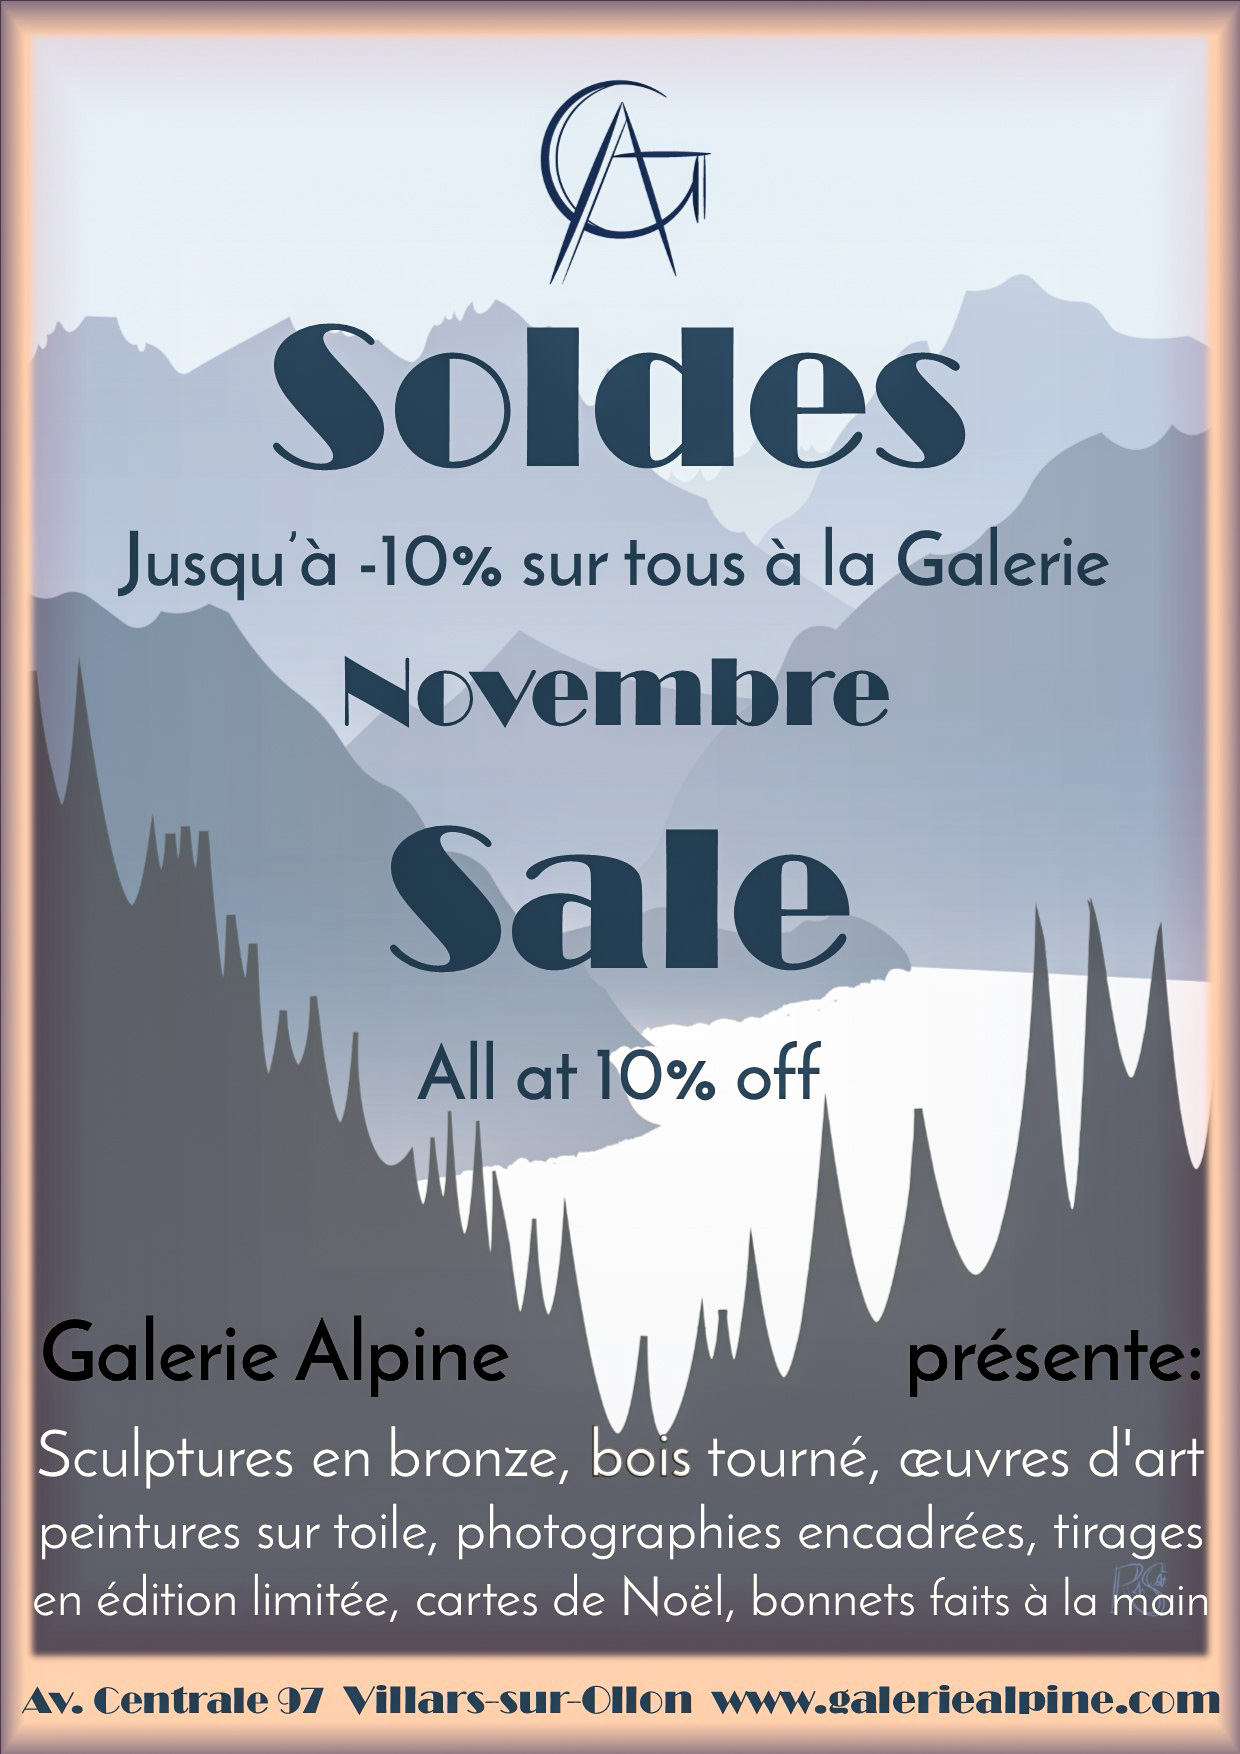 GA
Soldes
Jusqu'à -10% sur tous à la Galerie
Novembre
Sale
All at 10% off
Galerie Alpine présente:
Sculptures en bronze, bois tourné, œuvres d'art
peintures sur toile, photographies encadrées, tirages
en édition limitée, cartes de Noël, bonnets faits à la main
Av. Centrale 97 Villars-sur-Ollon www.galeriealpine.com